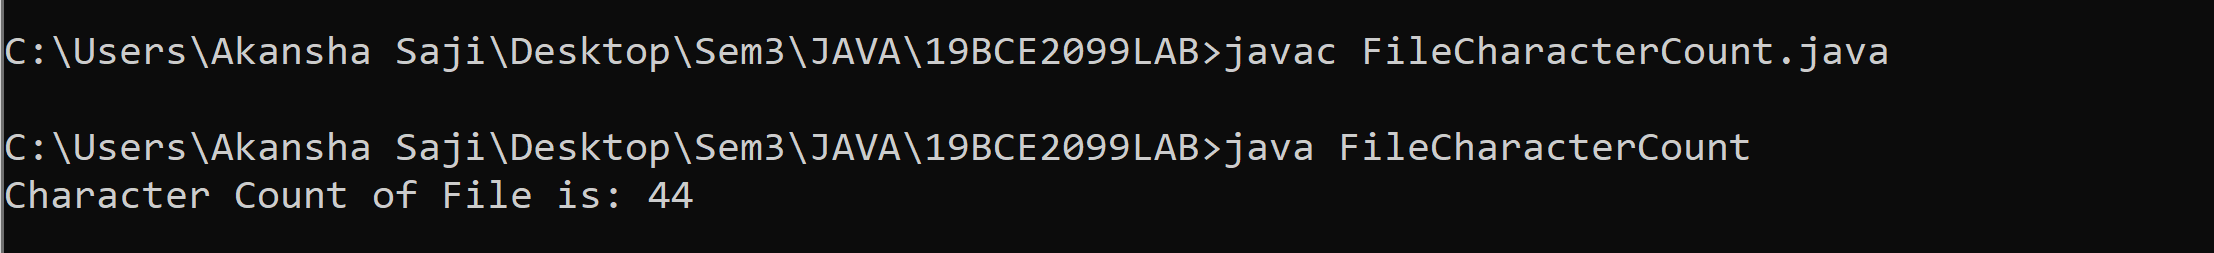 C:\Users\Akansha Saji\Desktop\Sem3\JAVA\19BCE2099LAB>javac FileCharacterCount.java
C:\Users\Akansha Saji\Desktop\Sem3\JAVA\19BCE2099LAB>java FileCharacterCount
Character Count of File is: 44